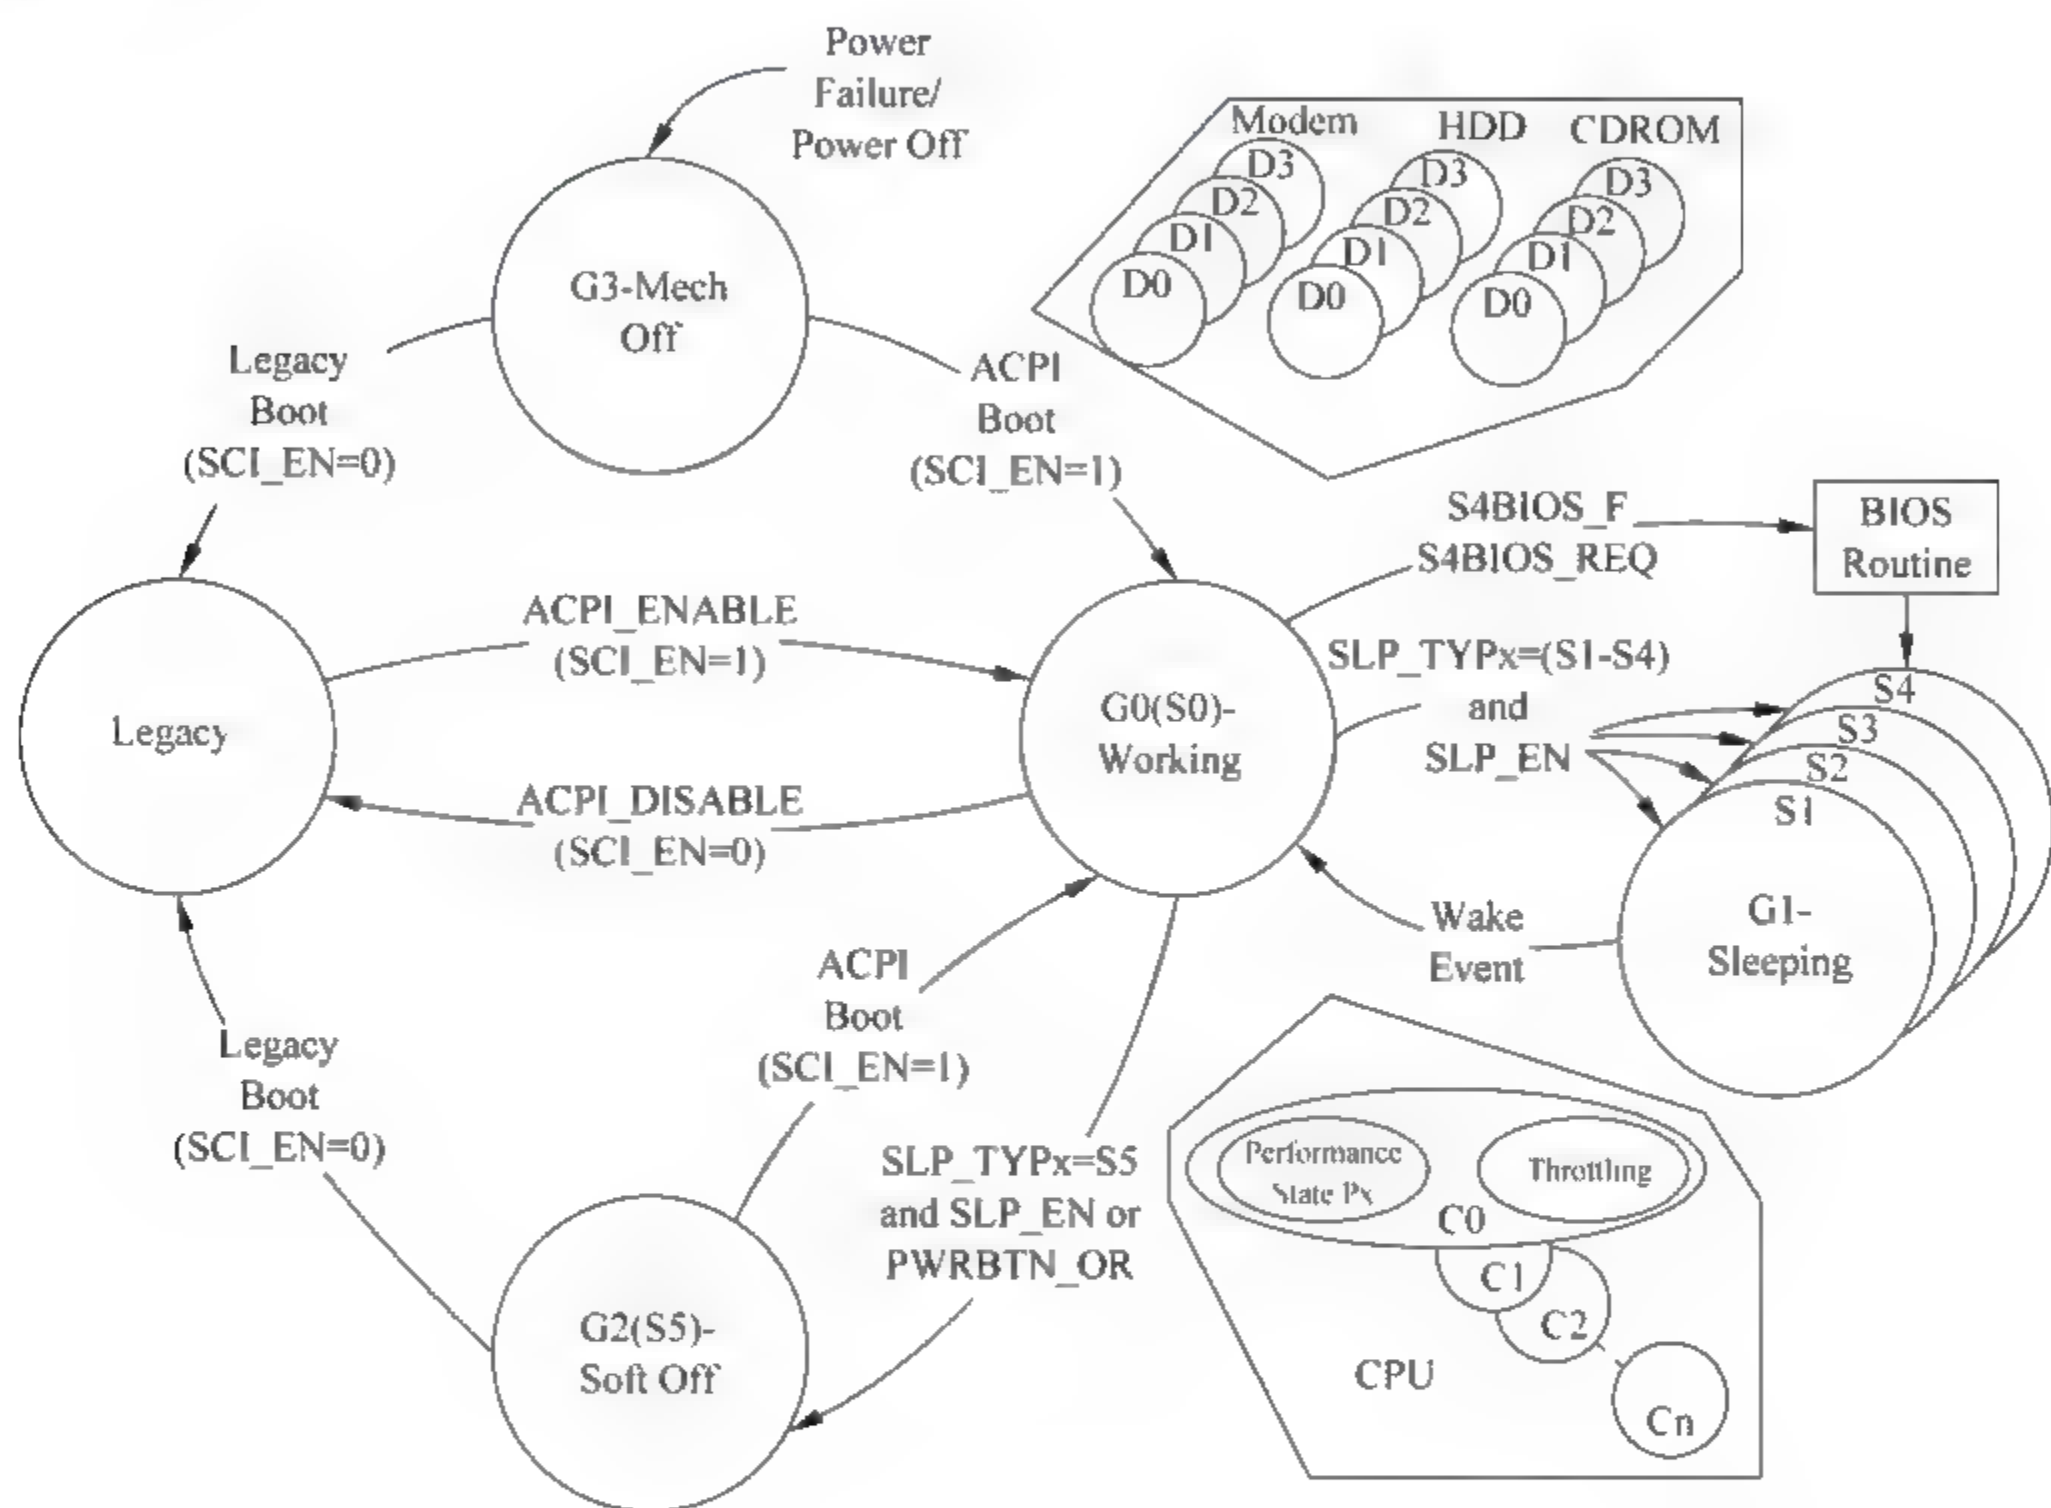 Power
Failure/
Power Off
Modem
HDD
CDROM
D3
D2
D1
D0
D3
D2
D1
D0
D3
D2
D1
D0
G3-Mech
Off
Legacy
Boot
(SCI_EN=0)
ACPI
Boot
(SCI_EN=1)
S4BIOS_F
S4BIOS_REQ
BIOS
Routine
ACPI_ENABLE
(SCI_EN=1)
SLP_TYPx=(S1-S4)
and
SLP_EN
S4
S3
S2
S1
Legacy
G0(S0)-
Working
ACPI_DISABLE
(SCI_EN=0)
Wake
Event
G1-
Sleeping
ACPI
Boot
(SCI_EN=1)
Legacy
Boot
(SCI_EN=0)
SLP_TYPx=S5
and SLP_EN or
PWRBTN_OR
Performance
State Px
Throttling
C0
C1
C2
Cn
CPU
G2(S5)-
Soft Off